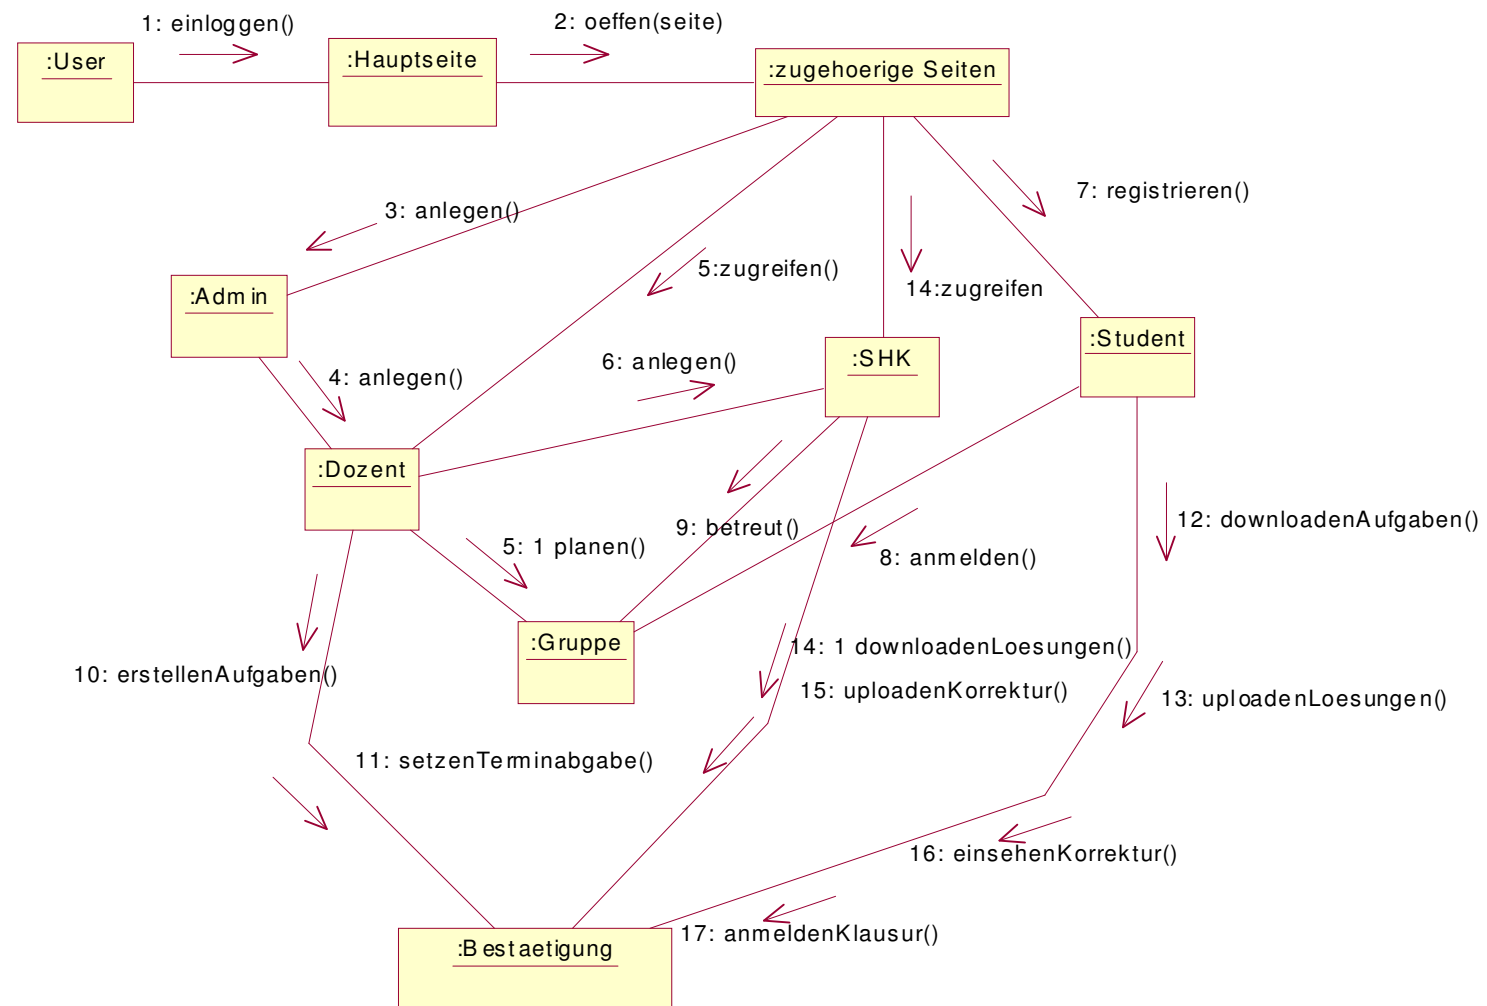 1: einloggen()
2: oeffen(seite)
:User
:Hauptseite
:zugehoerige Seiten
7: registrieren()
3: anlegen()
5:zugreifen()
14:zugreifen
:Admin
:Student
6: anlegen()
:SHK
4: anlegen()
:Dozent
9: betreut()
12: downloadenAufgaben()
5: 1 planen()
8: anmelden()
:Gruppe
14: 1 downloadenLoesungen()
10: erstellenAufgaben()
15: uploadenKorrektur()
13: uploadenLoesungen()
11: setzenTerminabgabe()
16: einsehenKorrektur()
17: anmeldenKlausur()
:Bestaetigung